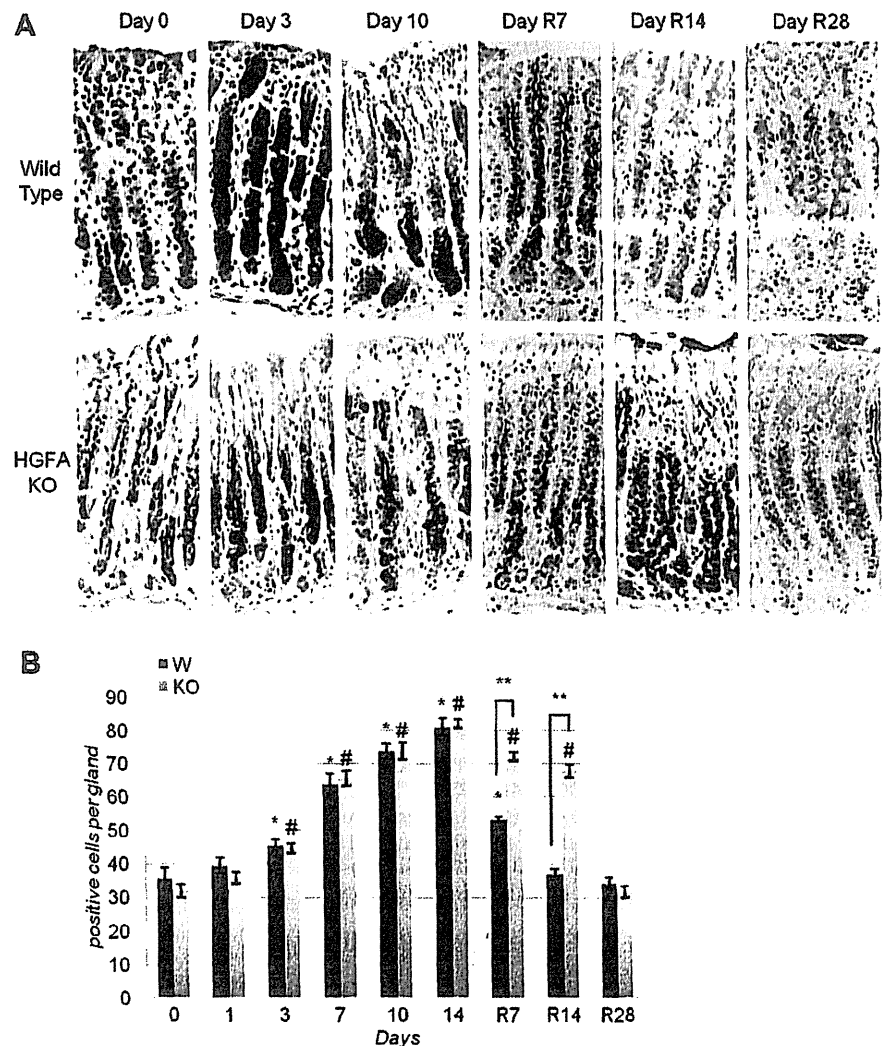 A
Day 0 Day 3 Day 10 Day R7 Day R14 Day R28
Wild
Type
HGFA
KO
B
W
KO
positive cells per gland
90
80
70
60
50
40
30
20
10
0
* # * # * # * # * # ** # ** #
0 1 3 7 10 14 R7 R14 R28
Days